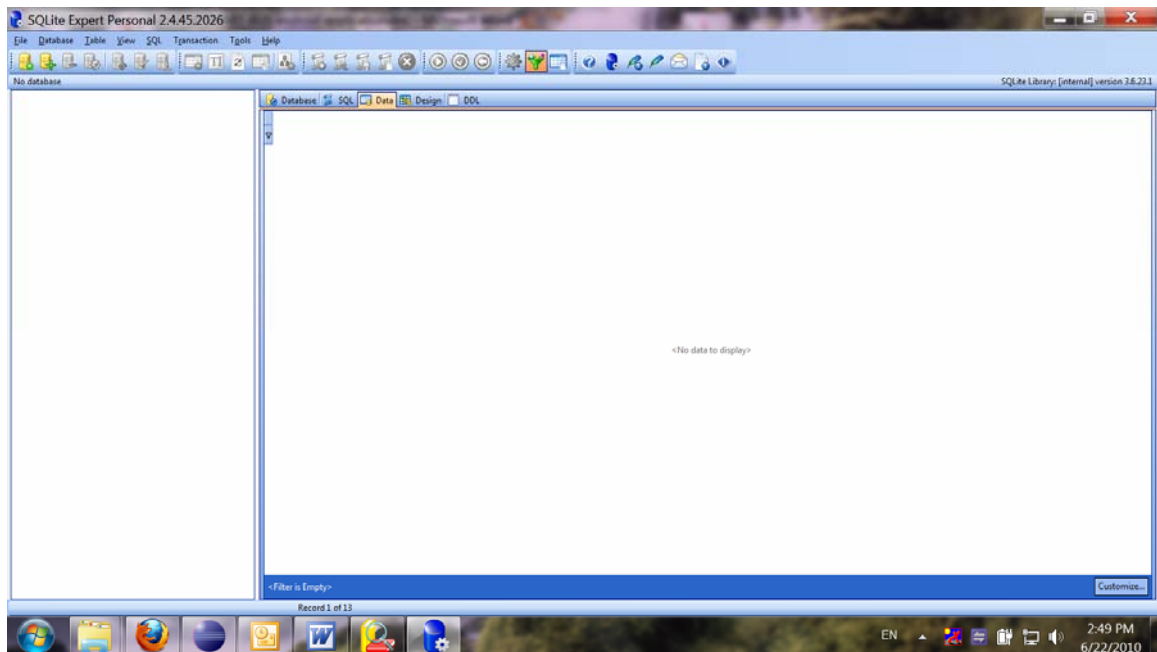 SQLite Expert Personal 2.4.45.2026
File Database Table View SQL Transaction Tools Help
No database
SQLite Library: [internal] version 3.6.23.1
Database SQL Data Design DDL
<No data to display>
<Filter is Empty>
Customize...
Record 1 of 13
EN
2:49 PM
6/22/2010